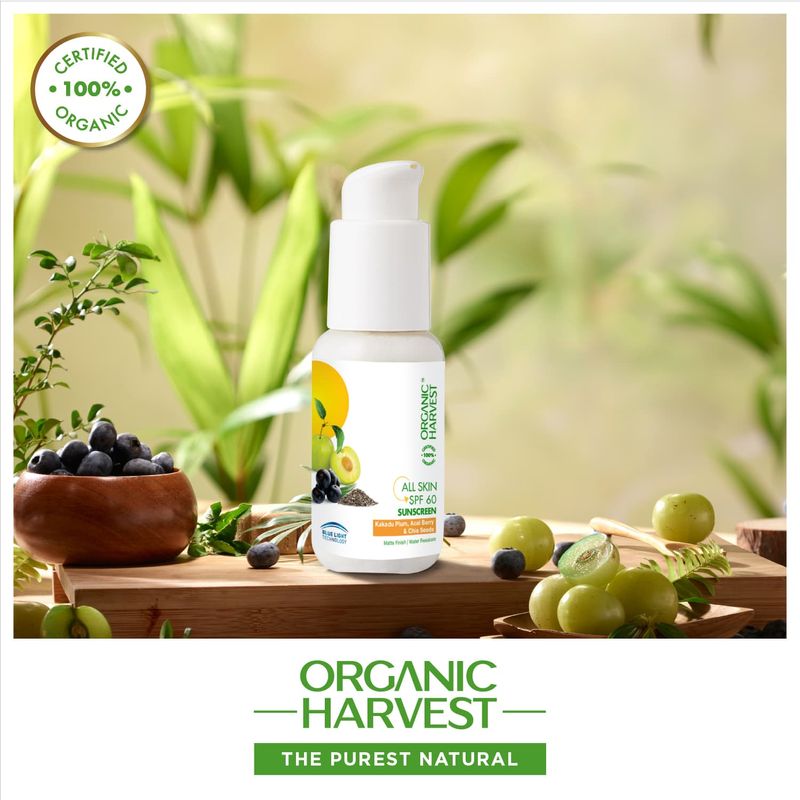 CERTIFIED
• 100% •
ORGANIC
ORGANIC
HARVEST
100%
ALL SKIN
SPF 60
SUNSCREEN
Kakadu Plum, Acai Berry
& Chia Seeds
Matte Finish | Water Resistant
BLUE LIGHT
TECHNOLOGY
ORGANIC
HARVEST
THE PUREST NATURAL